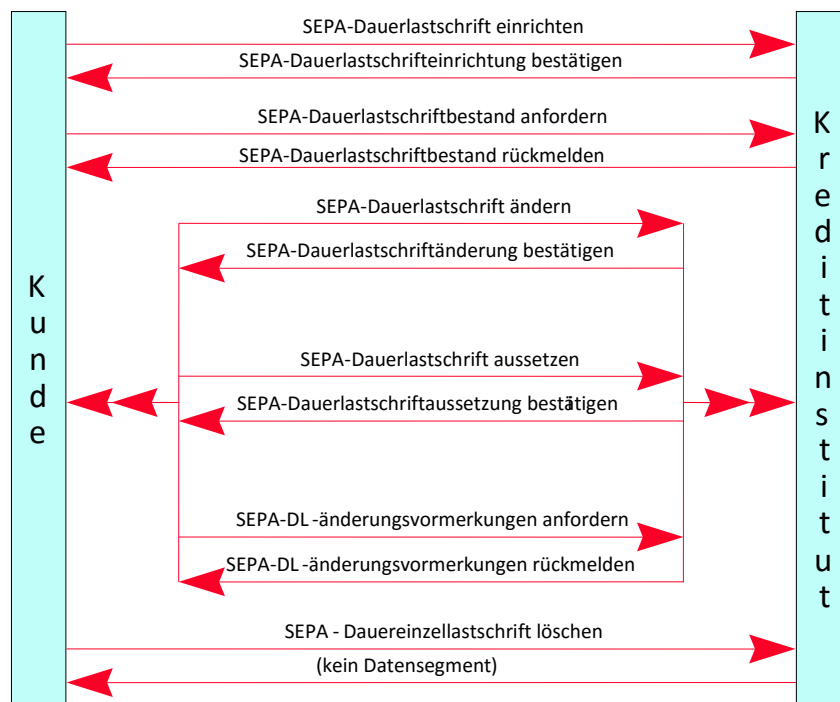 SEPA-Dauerlastschrift einrichten
SEPA-Dauerlastschrifteinrichtung bestätigen
SEPA-Dauerlastschriftbestand anfordern
SEPA-Dauerlastschriftbestand rückmelden
SEPA-Dauerlastschrift ändern
SEPA-Dauerlastschriftänderung bestätigen
Kunde
Kreditinstitut
SEPA-Dauerlastschrift aussetzen
SEPA-Dauerlastschriftaussetzung bestätigen
SEPA-DL -änderungsvormerkungen anfordern
SEPA-DL -änderungsvormerkungen rückmelden
SEPA - Dauereinzellastschrift löschen
(kein Datensegment)